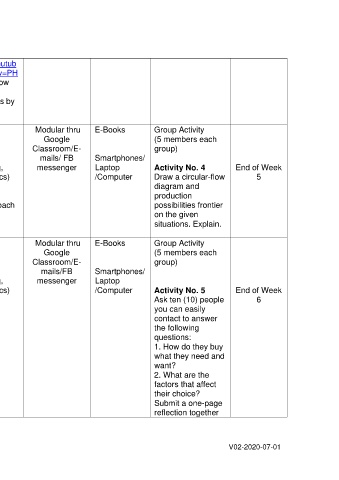 utub
v=PH
ow
s by
Modular thru
Google
Classroom/E-
mails/ FB
messenger
E-Books
Smartphones/
Laptop
/Computer
Group Activity
(5 members each
group)
Activity No. 4
Draw a circular-flow
diagram and
production
possibilities frontier
on the given
situations. Explain.
End of Week
5
cs)
each
Modular thru
Google
Classroom/E-
mails/FB
messenger
E-Books
Smartphones/
Laptop
/Computer
Group Activity
(5 members each
group)
Activity No. 5
Ask ten (10) people
you can easily
contact to answer
the following
questions:
1. How do they buy
what they need and
want?
2. What are the
factors that affect
their choice?
Submit a one-page
reflection together
End of Week
6
cs)
V02-2020-07-01